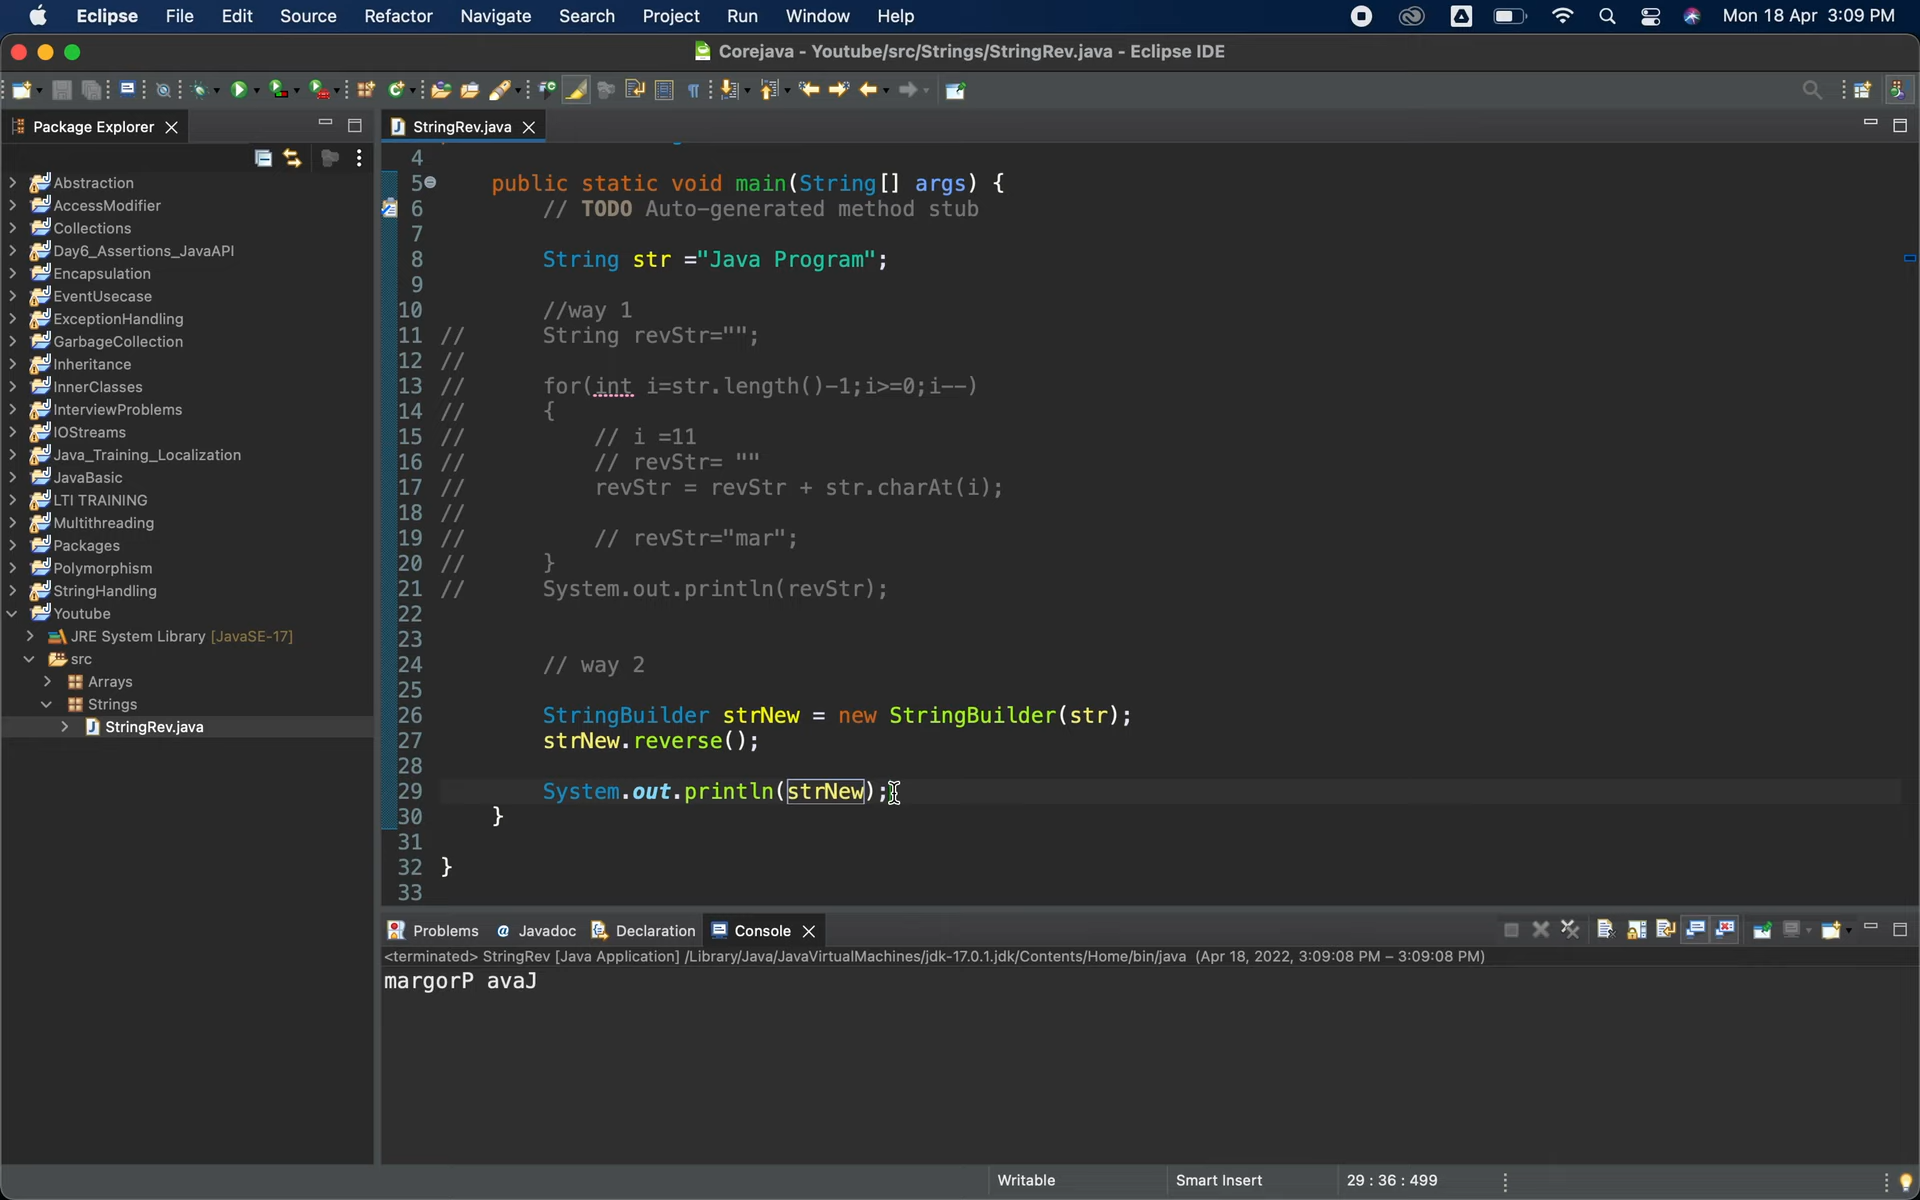 Eclipse File Edit Source Refactor Navigate Search Project Run Window Help Mon 18 Apr 3:09 PM
Corejava - Youtube/src/Strings/StringRev.java - Eclipse IDE
Package Explorer
Abstraction
AccessModifier
Collections
Day6_Assertions_JavaAPI
Encapsulation
EventUsecase
ExceptionHandling
GarbageCollection
Inheritance
InnerClasses
InterviewProblems
IOStreams
Java_Training_Localization
JavaBasic
LTI TRAINING
Multithreading
Packages
Polymorphism
StringHandling
Youtube
JRE System Library [JavaSE-17]
src
Arrays
Strings
StringRev.java
StringRev.java
4
5 public static void main(String[] args) {
6 // TODO Auto-generated method stub
7
8 String str ="Java Program";
9
10 //way 1
11 // String revStr="";
12 //
13 // for(int i=str.length()-1;i>=0;i--)
14 // {
15 // // i =11
16 // // revStr= ""
17 // revStr = revStr + str.charAt(i);
18 //
19 // // revStr="mar";
20 // }
21 // System.out.println(revStr);
22
23
24 // way 2
25
26 StringBuilder strNew = new StringBuilder(str);
27 strNew.reverse();
28
29 System.out.println(strNew);
30 }
31
32 }
33
Problems Javadoc Declaration Console
<terminated> StringRev [Java Application] /Library/Java/JavaVirtualMachines/jdk-17.0.1.jdk/Contents/Home/bin/java (Apr 18, 2022, 3:09:08 PM – 3:09:08 PM)
margorP avaJ
Writable Smart Insert 29 : 36 : 499